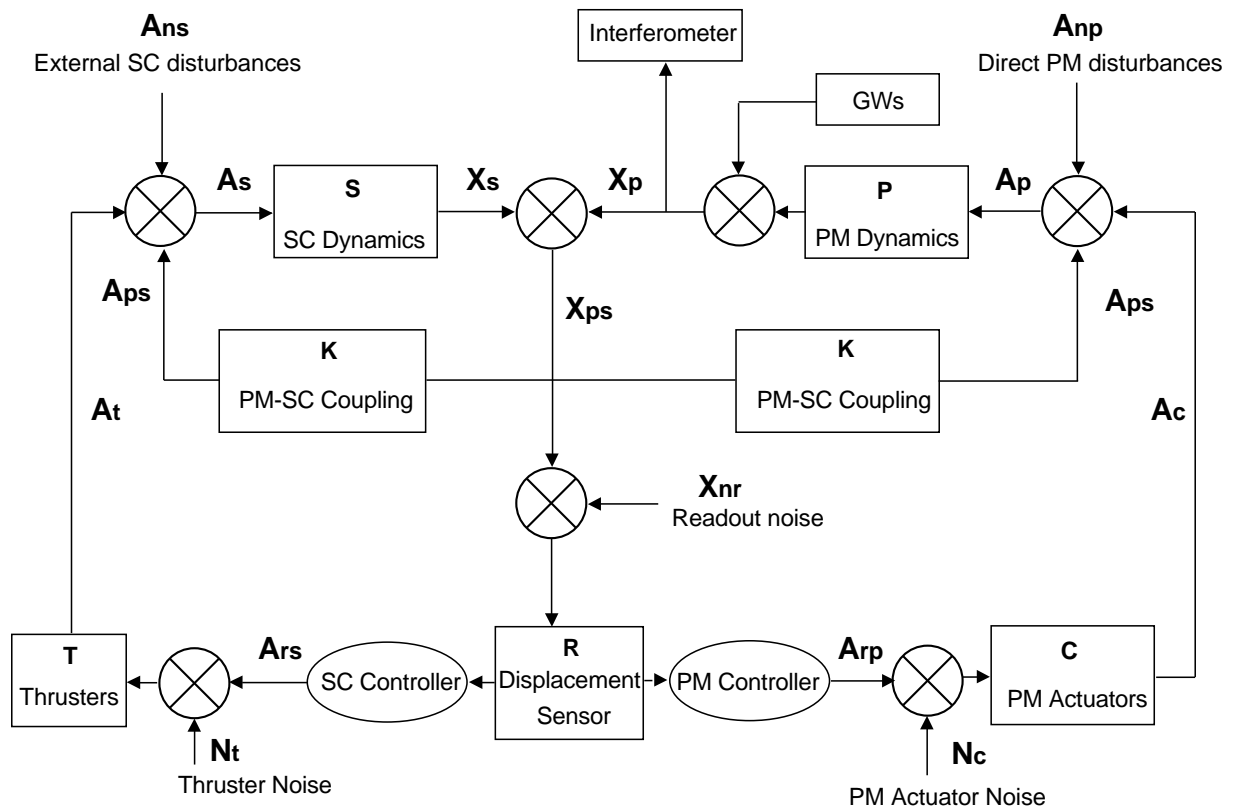 Ans
External SC disturbances
Interferometer
Anp
Direct PM disturbances
GWs
As
S
SC Dynamics
Xs
Xp
P
PM Dynamics
Ap
Aps
Xps
Aps
K
PM-SC Coupling
K
PM-SC Coupling
At
Ac
Xnr
Readout noise
T
Thrusters
Ars
SC Controller
R
Displacement
Sensor
PM Controller
Arp
C
PM Actuators
Nt
Thruster Noise
Nc
PM Actuator Noise